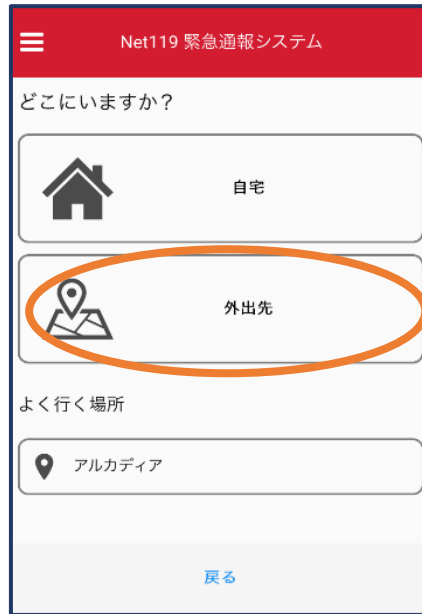 Net119 緊急通報システム
どこにいますか？
自宅
外出先
よく行く場所
アルカディア
戻る